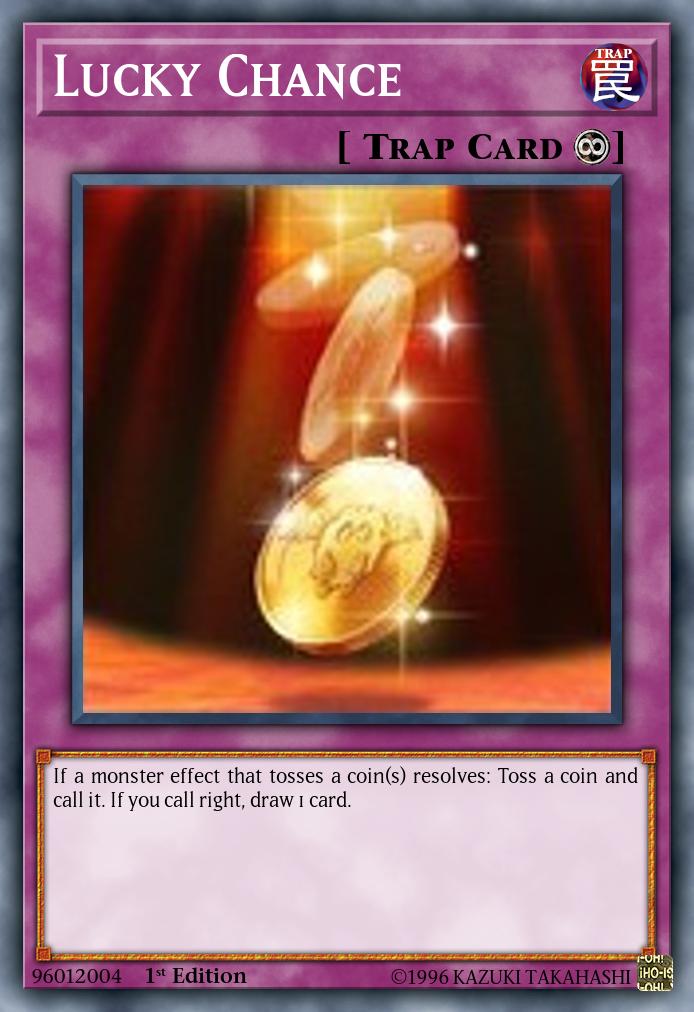 Lucky Chance
TRAP
罠
[ Trap Card ]
If a monster effect that tosses a coin(s) resolves: Toss a coin and
call it. If you call right, draw 1 card.
96012004 1st Edition ©1996 KAZUKI TAKAHASHI